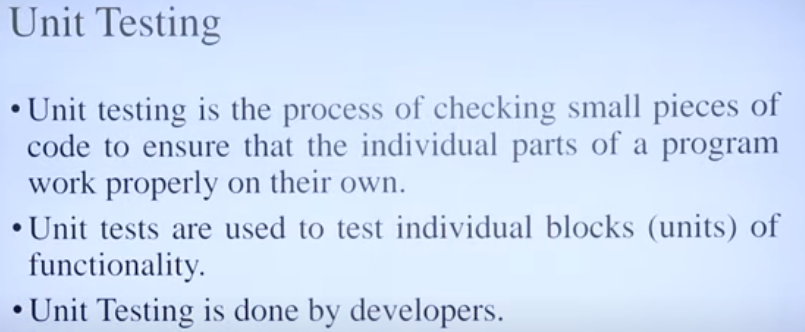 Unit Testing
• Unit testing is the process of checking small pieces of
code to ensure that the individual parts of a program
work properly on their own.
• Unit tests are used to test individual blocks (units) of
functionality.
• Unit Testing is done by developers.